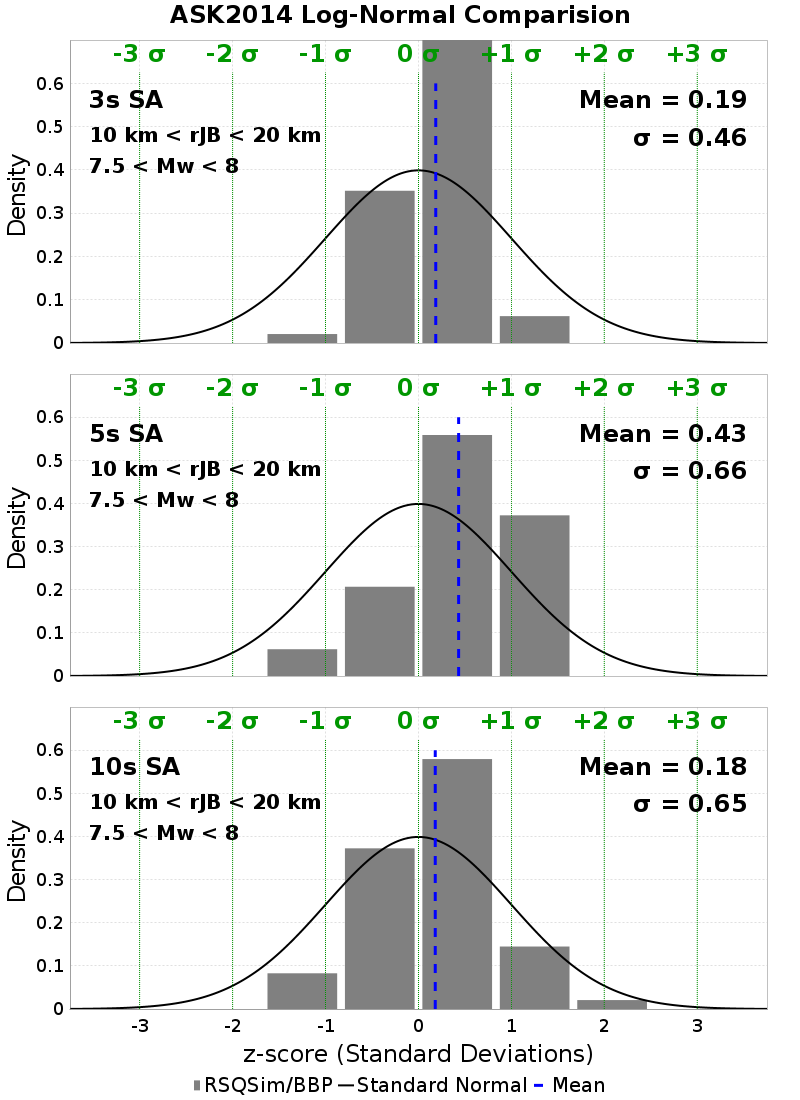 ASK2014 Log-Normal Comparision
-3 σ -2 σ -1 σ 0 σ +1 σ +2 σ +3 σ
3s SA
10 km < rJB < 20 km
7.5 < Mw < 8
Mean = 0.19
σ = 0.46
0.6
0.5
0.4
0.3
0.2
0.1
0
Density
-3 σ -2 σ -1 σ 0 σ +1 σ +2 σ +3 σ
5s SA
10 km < rJB < 20 km
7.5 < Mw < 8
Mean = 0.43
σ = 0.66
0.6
0.5
0.4
0.3
0.2
0.1
0
Density
-3 σ -2 σ -1 σ 0 σ +1 σ +2 σ +3 σ
10s SA
10 km < rJB < 20 km
7.5 < Mw < 8
Mean = 0.18
σ = 0.65
0.6
0.5
0.4
0.3
0.2
0.1
0
Density
-3 -2 -1 0 1 2 3
z-score (Standard Deviations)
RSQSim/BBP Standard Normal Mean